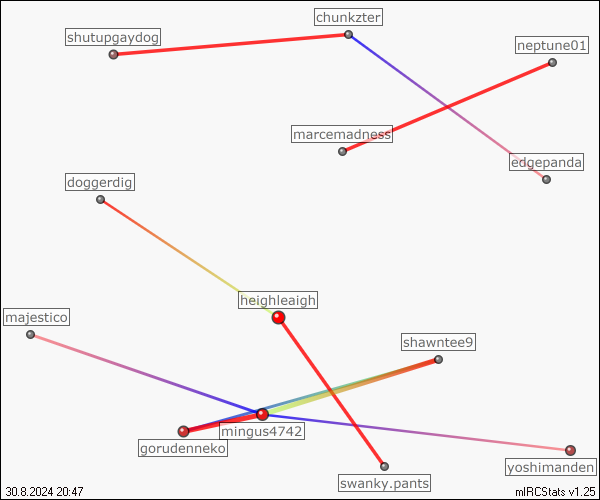 chunkzter
shutupgaydog
neptune01
marcemadness
edgepanda
doggerdig
heighleaigh
majestico
shawntee9
mingus4742
gorudenneko
yoshimanden
swanky.pants
30.8.2024 20:47
mIRCStats v1.25